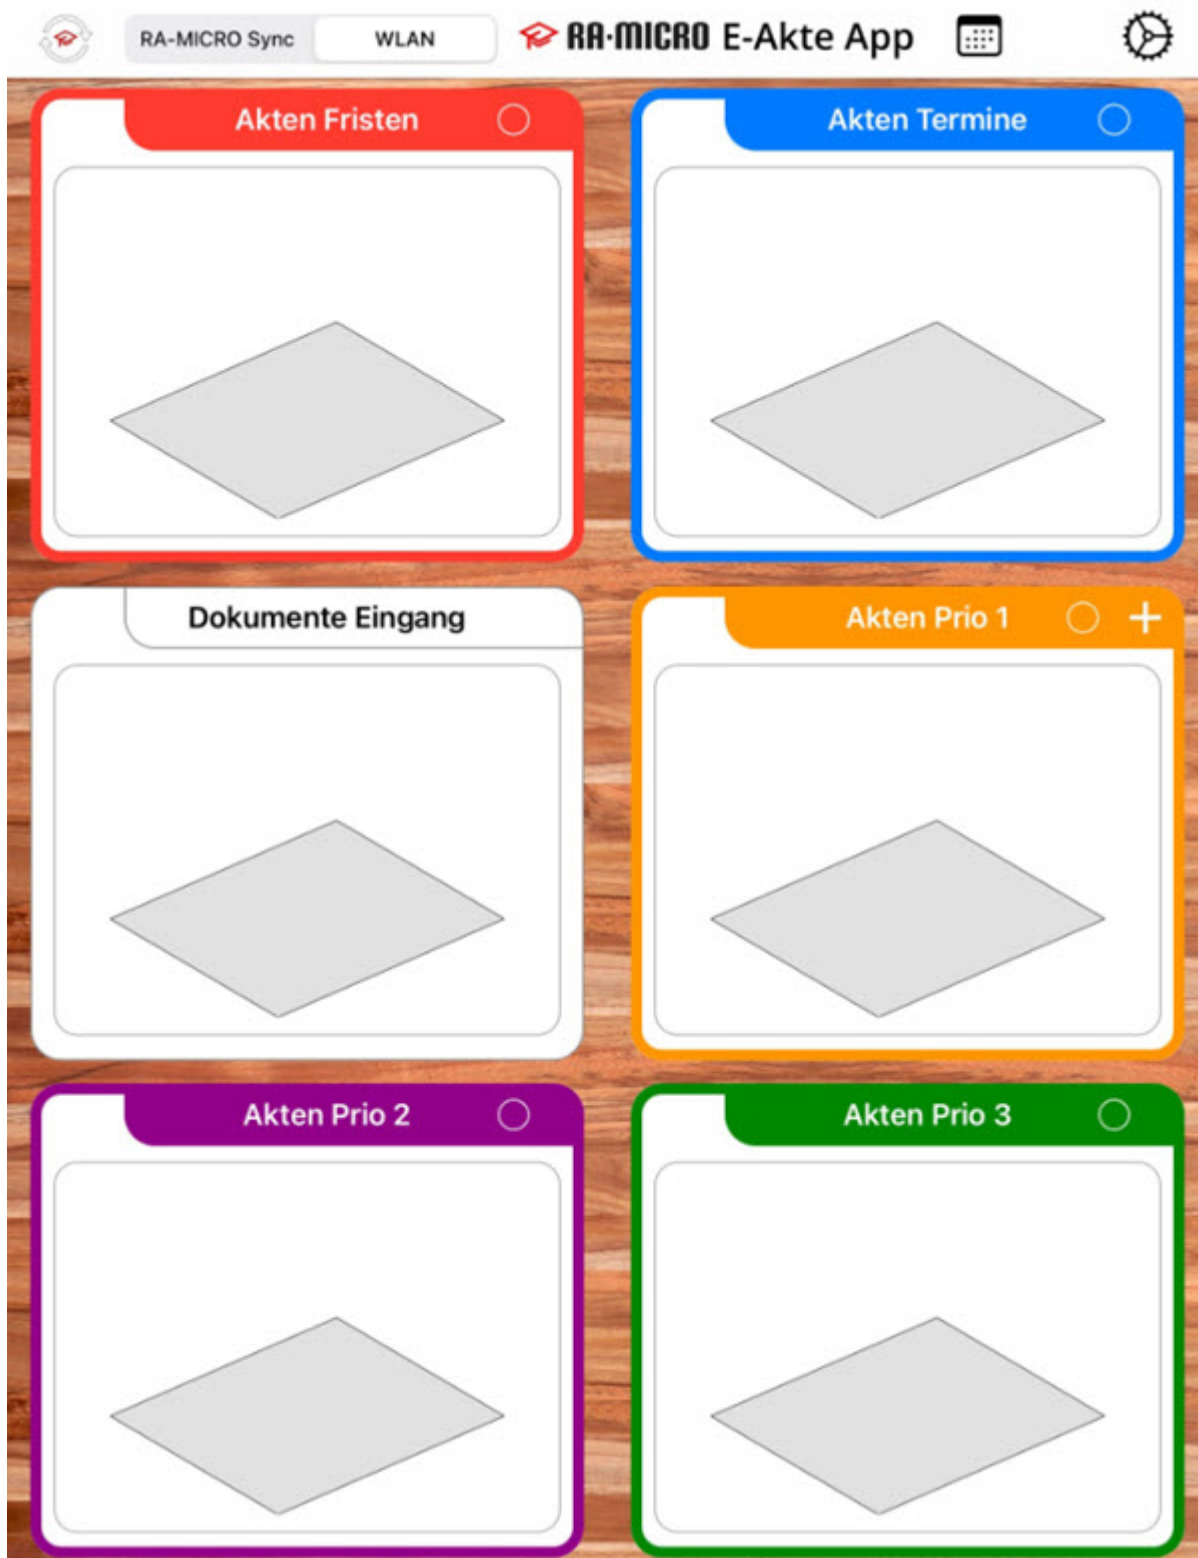 RA-MICRO Sync WLAN RA-MICRO E-Akte App
Akten Fristen
Akten Termine
Dokumente Eingang
Akten Prio 1
Akten Prio 2
Akten Prio 3